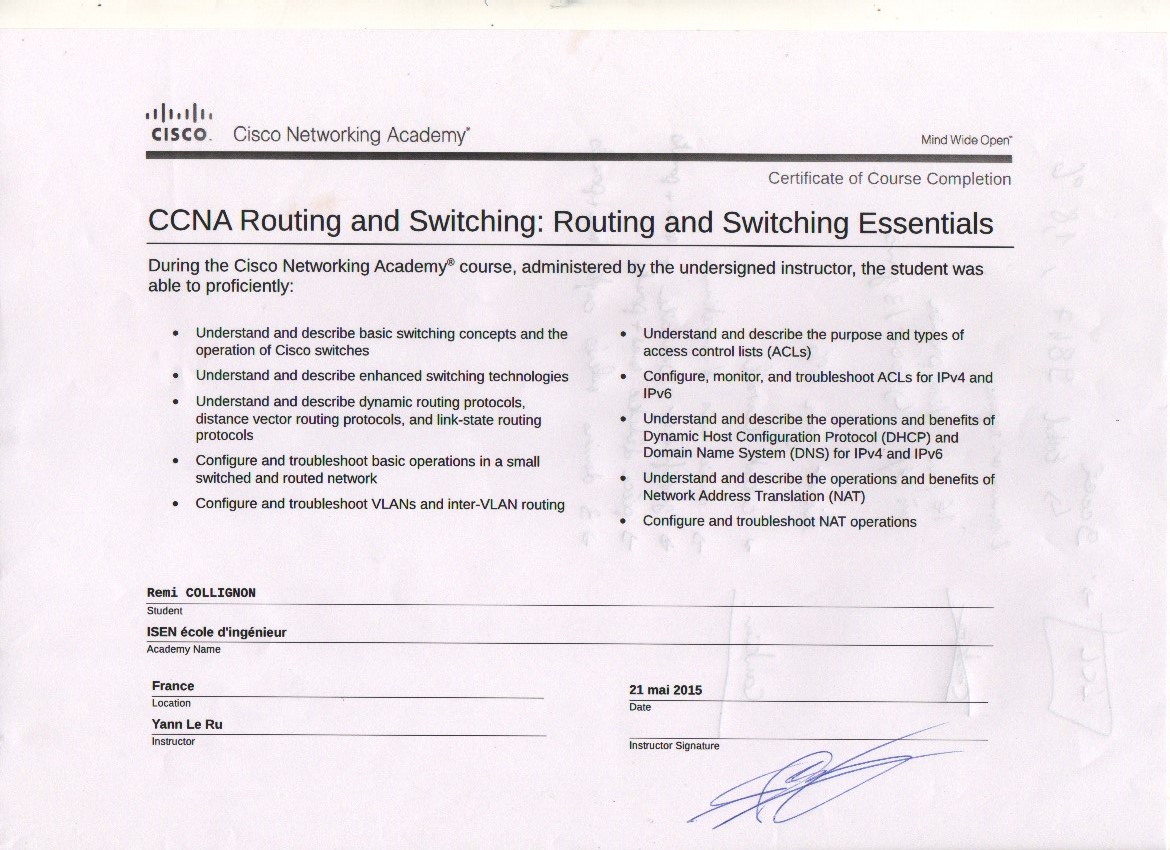 CISCO. Cisco Networking Academy®
Mind Wide Open™
Certificate of Course Completion
CCNA Routing and Switching: Routing and Switching Essentials
During the Cisco Networking Academy® course, administered by the undersigned instructor, the student was
able to proficiently:
• Understand and describe basic switching concepts and the
operation of Cisco switches
• Understand and describe enhanced switching technologies
• Understand and describe dynamic routing protocols,
distance vector routing protocols, and link-state routing
protocols
• Configure and troubleshoot basic operations in a small
switched and routed network
• Configure and troubleshoot VLANs and inter-VLAN routing
• Understand and describe the purpose and types of
access control lists (ACLs)
• Configure, monitor, and troubleshoot ACLs for IPv4 and
IPv6
• Understand and describe the operations and benefits of
Dynamic Host Configuration Protocol (DHCP) and
Domain Name System (DNS) for IPv4 and IPv6
• Understand and describe the operations and benefits of
Network Address Translation (NAT)
• Configure and troubleshoot NAT operations
Remi COLLIGNON
Student
ISEN école d'ingénieur
Academy Name
France
Location
21 mai 2015
Date
Yann Le Ru
Instructor
Instructor Signature